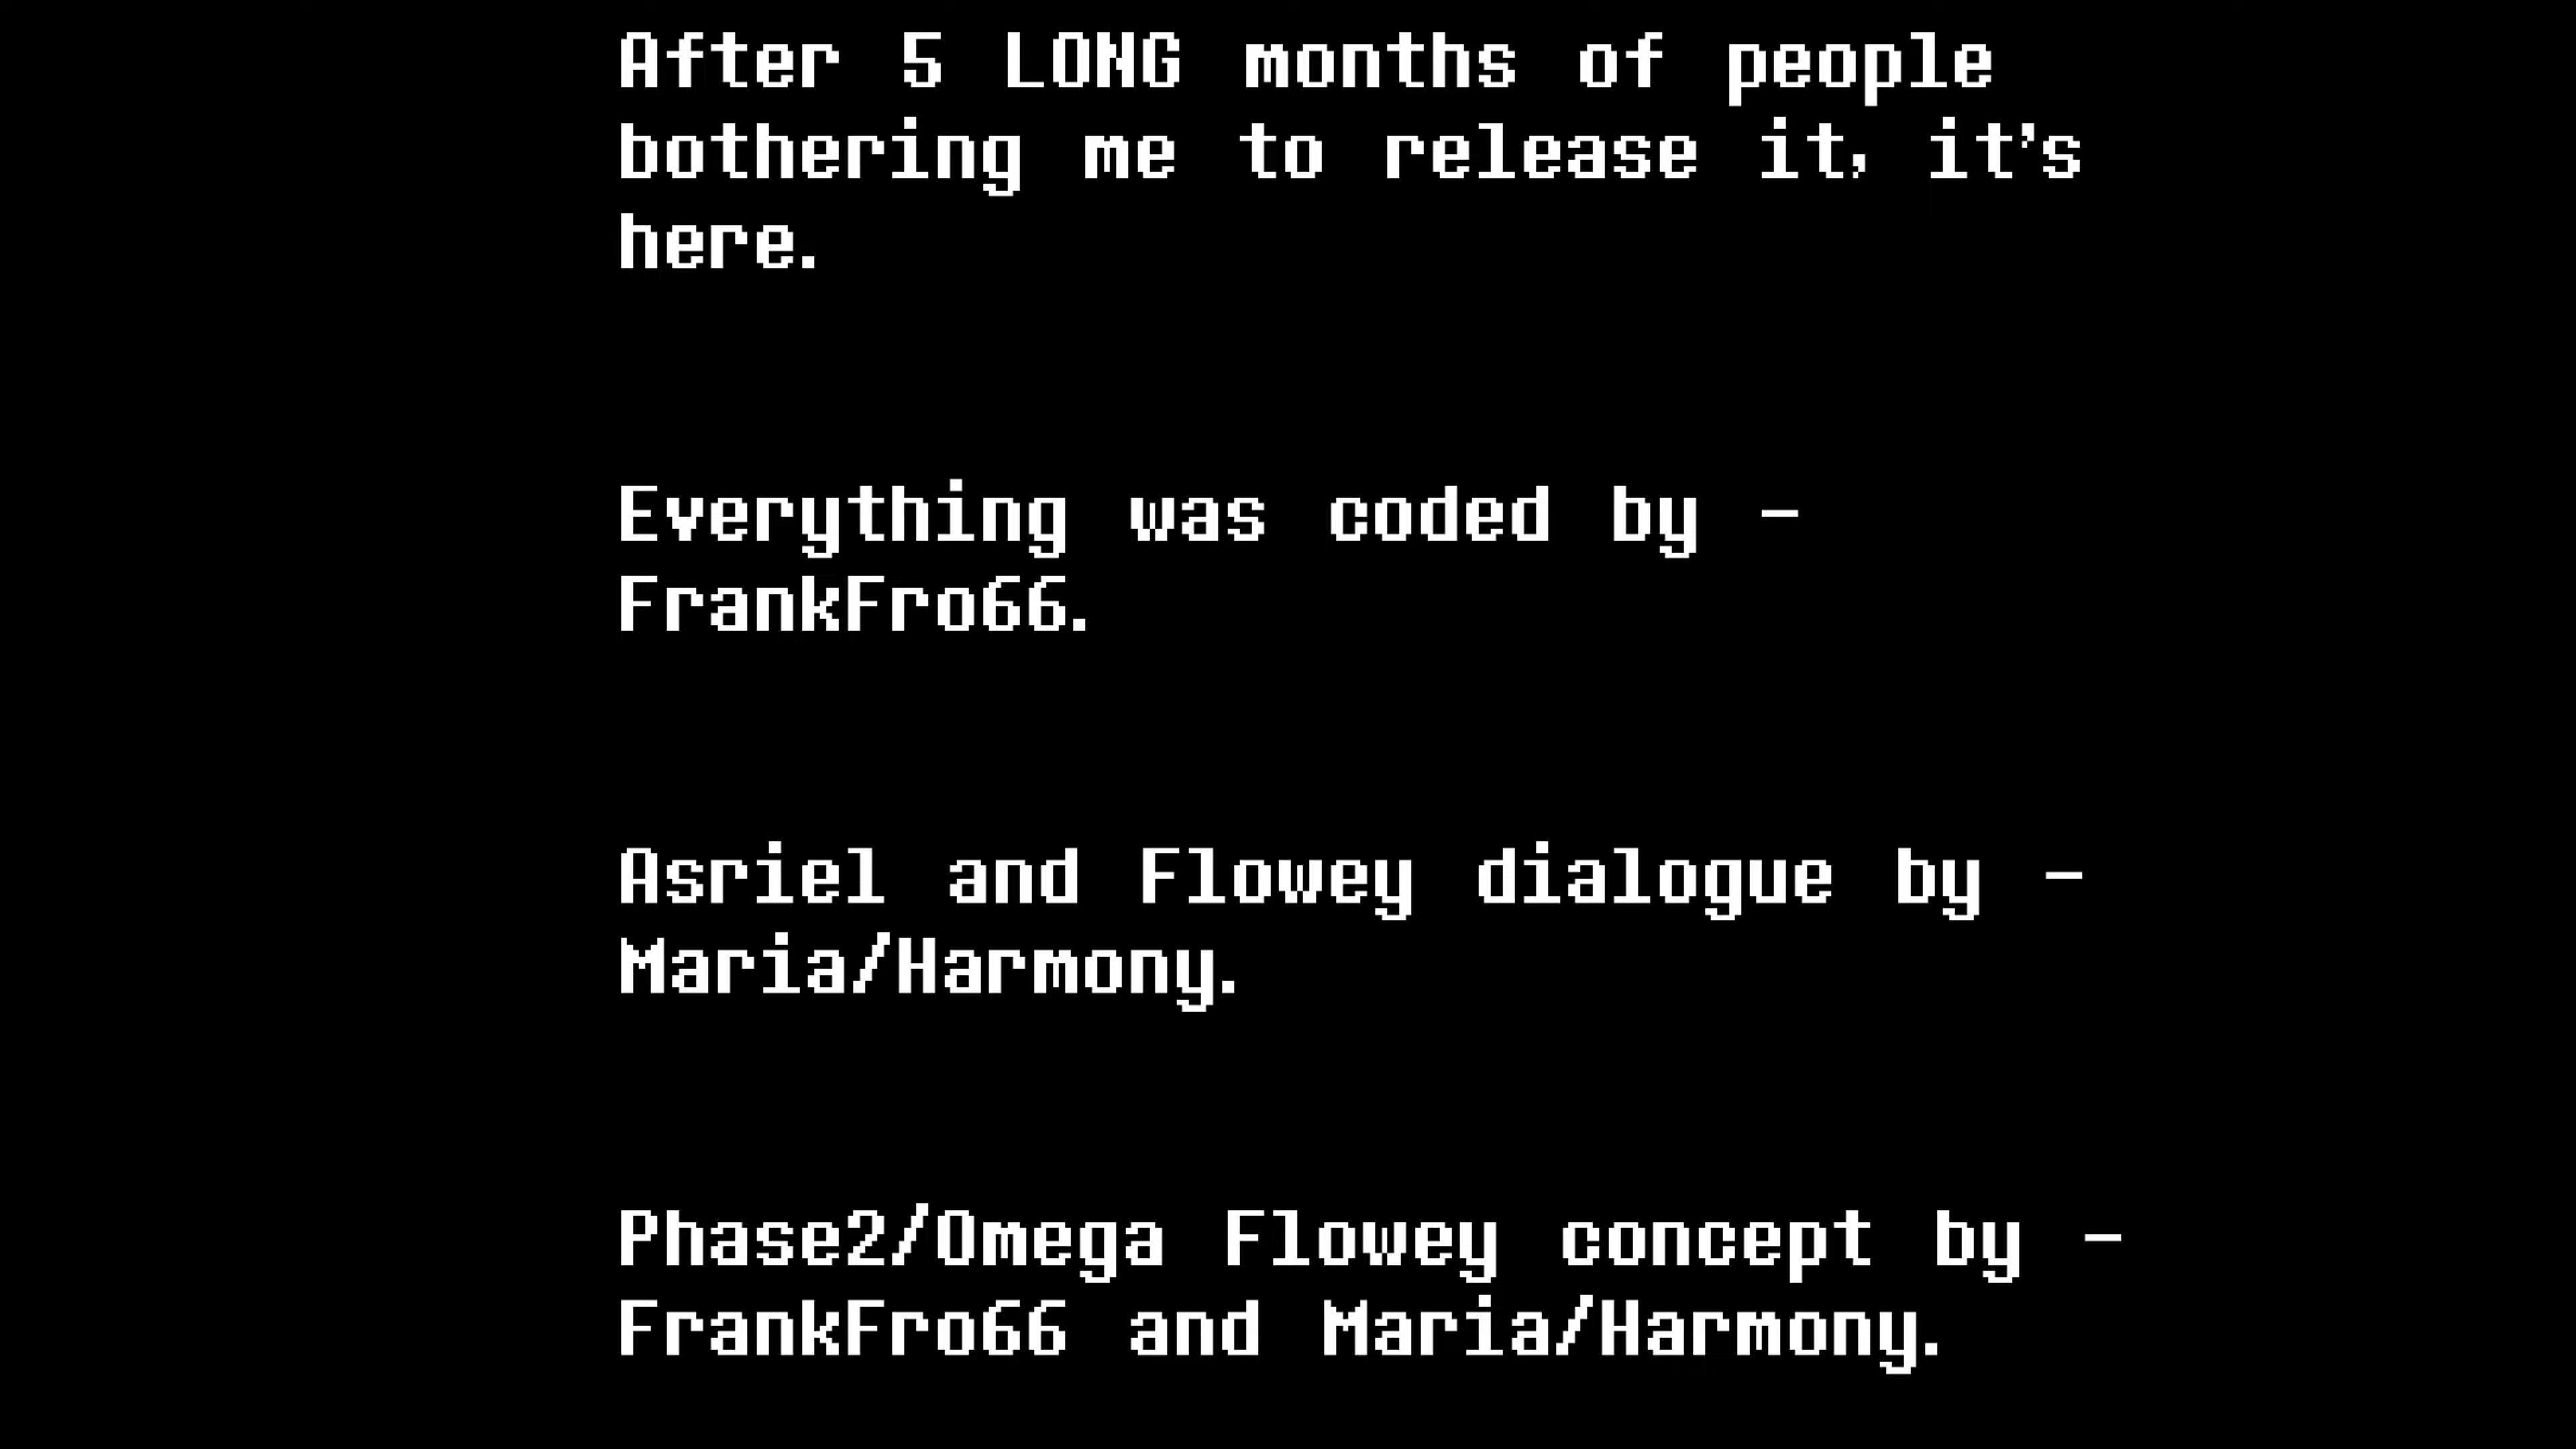 After 5 LONG months of people
bothering me to release it, it's
here.
Everything was coded by -
FrankFro66.
Asriel and Flowey dialogue by -
Maria/Harmony.
Phase2/Omega Flowey concept by -
FrankFro66 and Maria/Harmony.